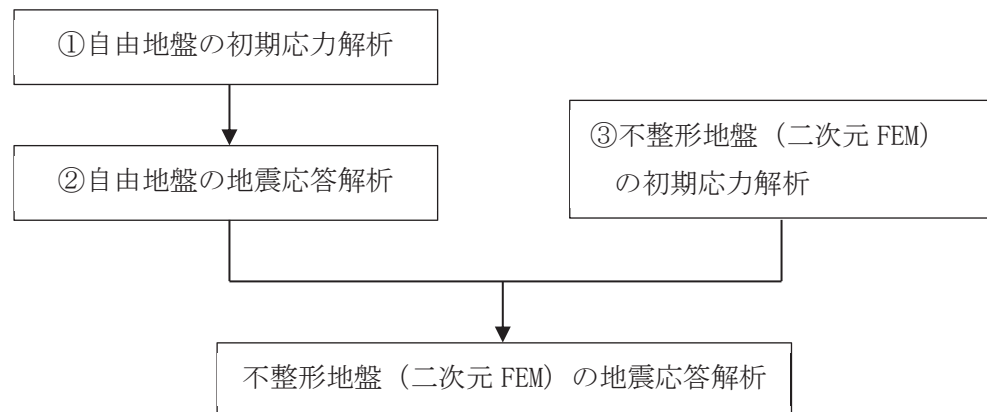 ①自由地盤の初期応力解析
②自由地盤の地震応答解析
③不整形地盤（二次元 FEM）
の初期応力解析
不整形地盤（二次元 FEM）の地震応答解析